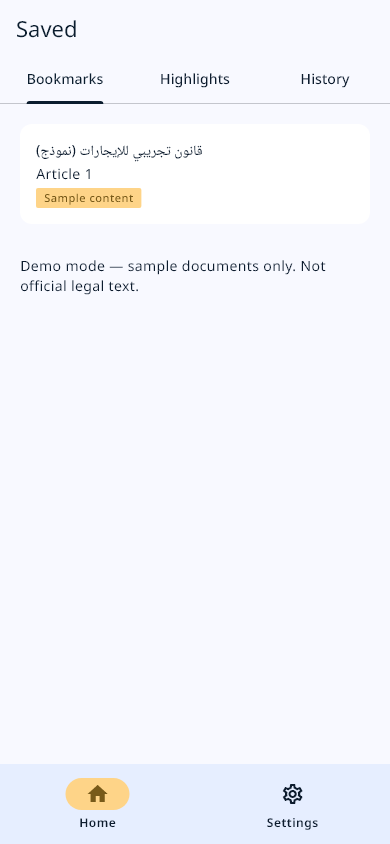 Saved
Bookmarks
Highlights
History
قانون تجريبي للإيجارات (نموذج)
Article 1
Sample content
Demo mode — sample documents only. Not
official legal text.
Home
Settings